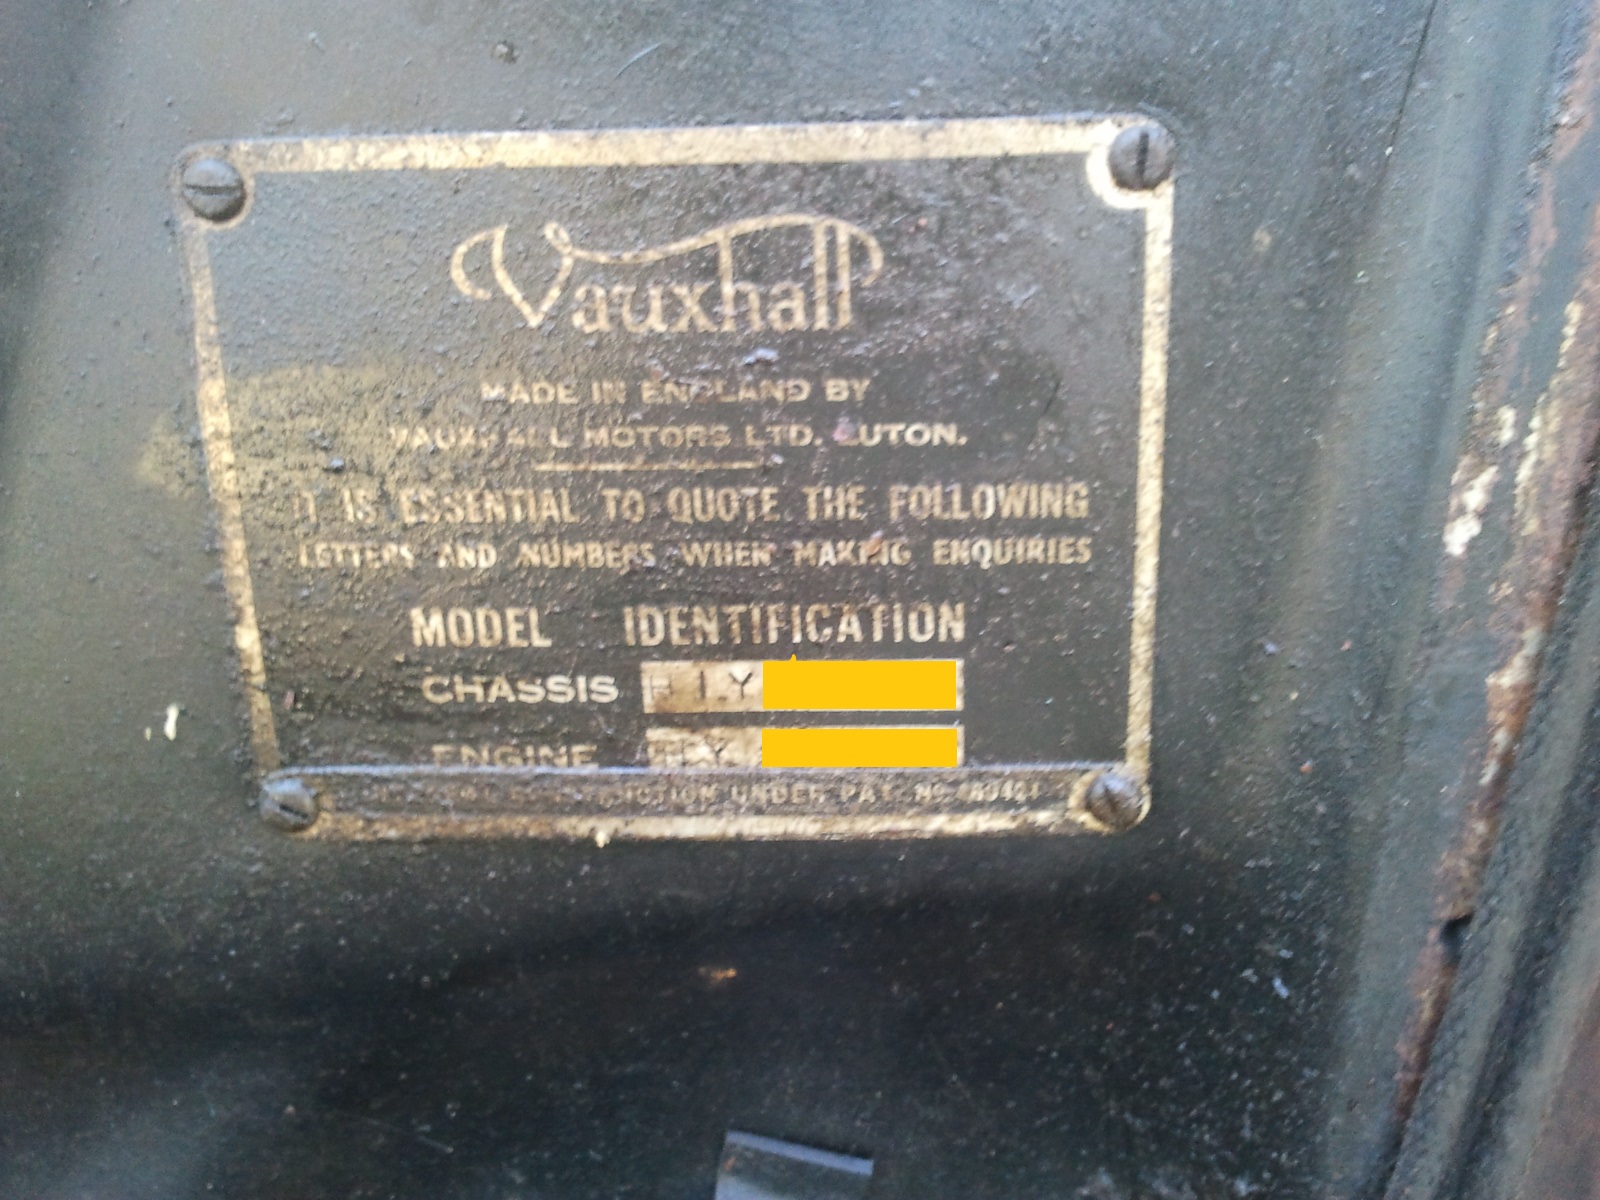 Vauxhall
MADE IN ENGLAND BY
VAUXHALL MOTORS LTD. LUTON.
IT IS ESSENTIAL TO QUOTE THE FOLLOWING
LETTERS AND NUMBERS WHEN MAKING ENQUIRIES
MODEL IDENTIFICATION
CHASSIS
ENGINE
UNDER PAT. No